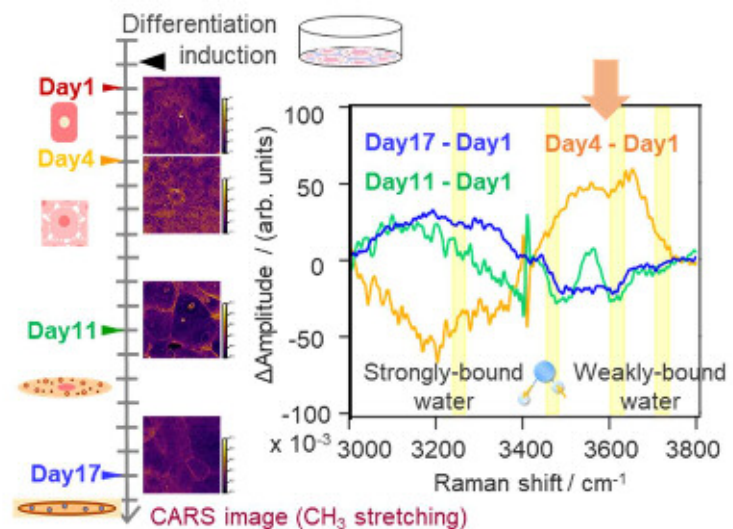 Differentiation
induction
Day1
Day4
Day11
Day17
CARS image (CH₃ stretching)
Day17 - Day1
Day4 - Day1
Day11 - Day1
ΔAmplitude / (arb. units)
100
50
0
-50
-100
x 10⁻³
Strongly-bound
water
Weakly-bound
water
3000 3200 3400 3600 3800
Raman shift / cm⁻¹